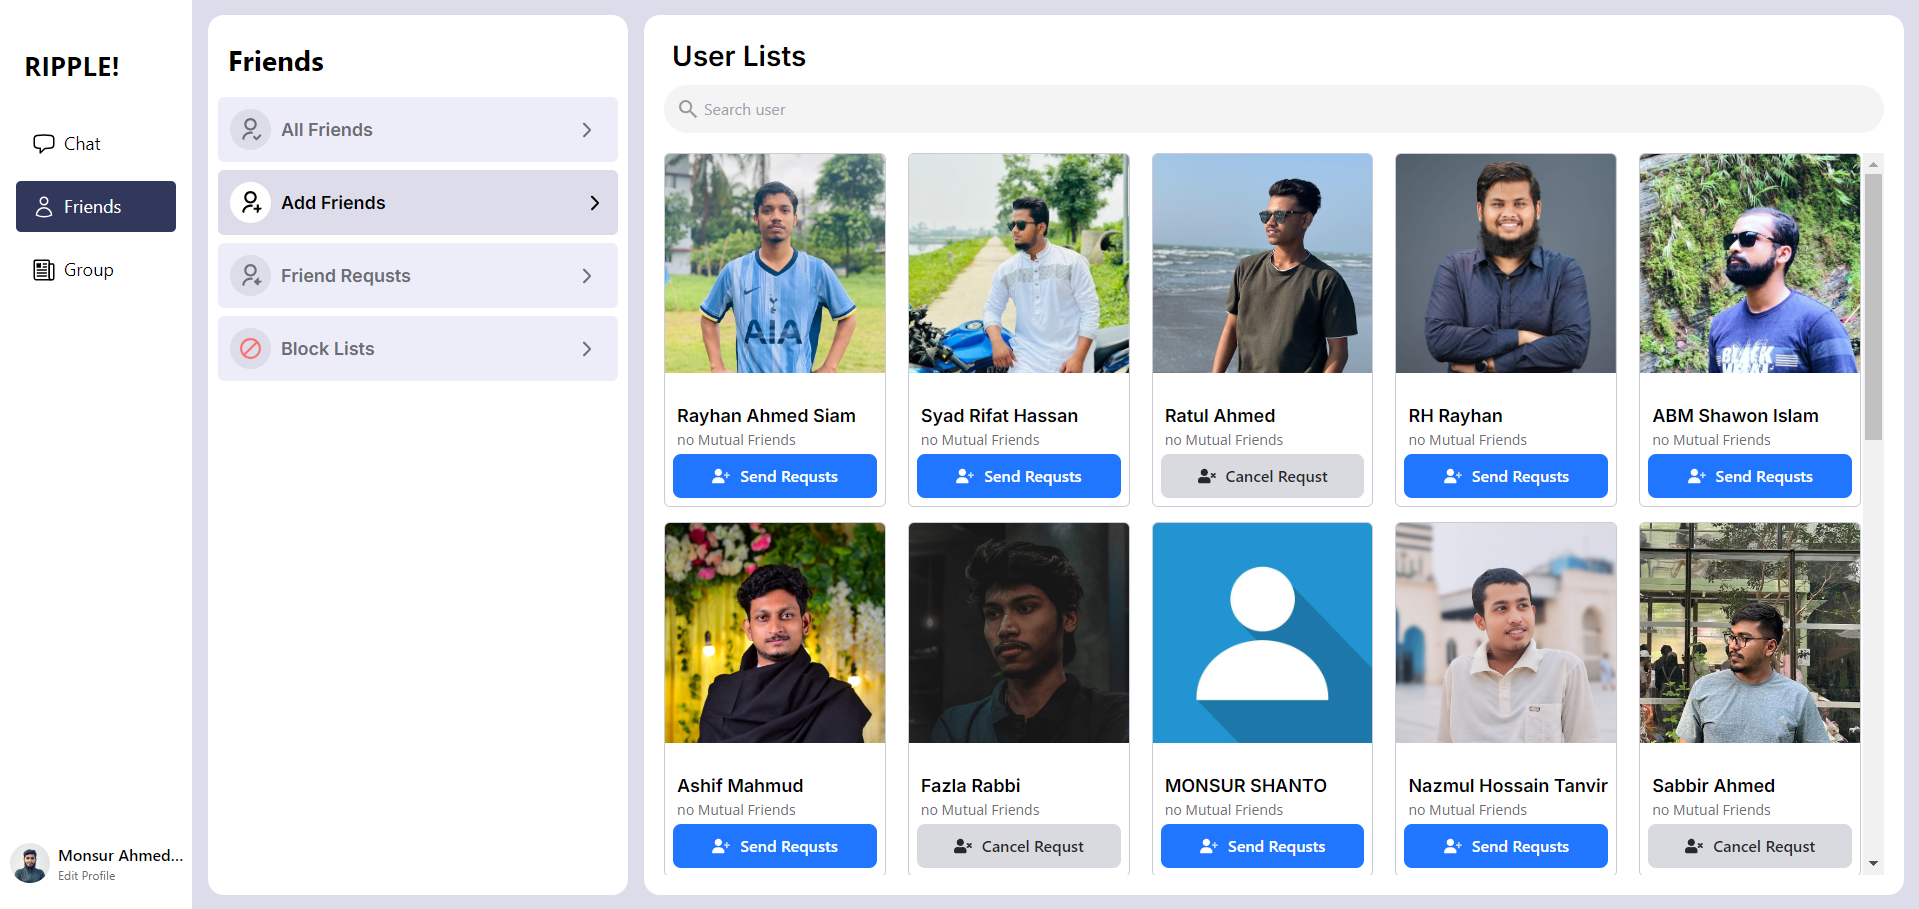 RIPPLE!
Chat
Friends
Group
Monsur Ahmed...
Edit Profile
Friends
All Friends
Add Friends
Friend Requsts
Block Lists
User Lists
Search user
AIA
Rayhan Ahmed Siam
no Mutual Friends
Send Requsts
Syad Rifat Hassan
no Mutual Friends
Send Requsts
Ratul Ahmed
no Mutual Friends
Cancel Requst
RH Rayhan
no Mutual Friends
Send Requsts
ABM Shawon Islam
no Mutual Friends
Send Requsts
Ashif Mahmud
no Mutual Friends
Send Requsts
Fazla Rabbi
no Mutual Friends
Cancel Requst
MONSUR SHANTO
no Mutual Friends
Send Requsts
Nazmul Hossain Tanvir
no Mutual Friends
Send Requsts
Sabbir Ahmed
no Mutual Friends
Cancel Requst